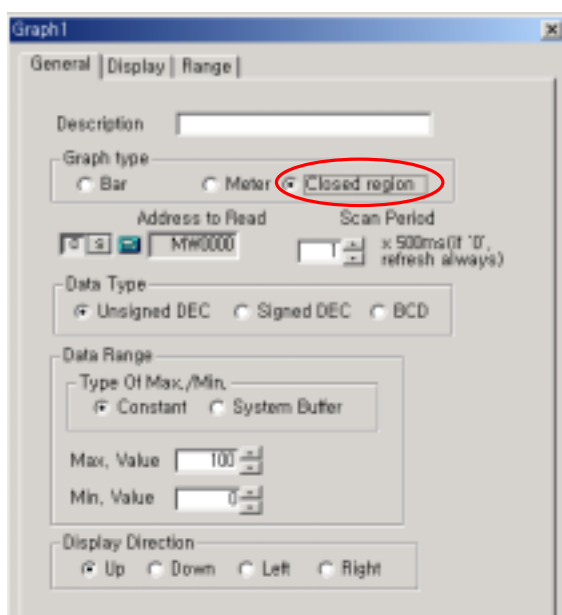 Graph1
General Display Range
Description
Graph type
Bar Meter Closed region
Address to Read Scan Period
MW0000 1 x 500ms(if '0',
refresh always)
Data Type
Unsigned DEC Signed DEC BCD
Data Range
Type Of Max./Min.
Constant System Buffer
Max. Value 100
Min. Value 0
Display Direction
Up Down Left Right